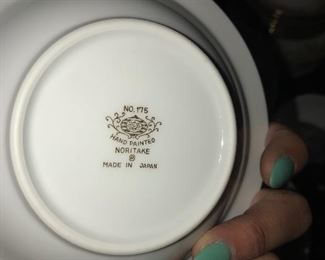 NO. 175
HAND PAINTED
NORITAKE
®
MADE IN JAPAN